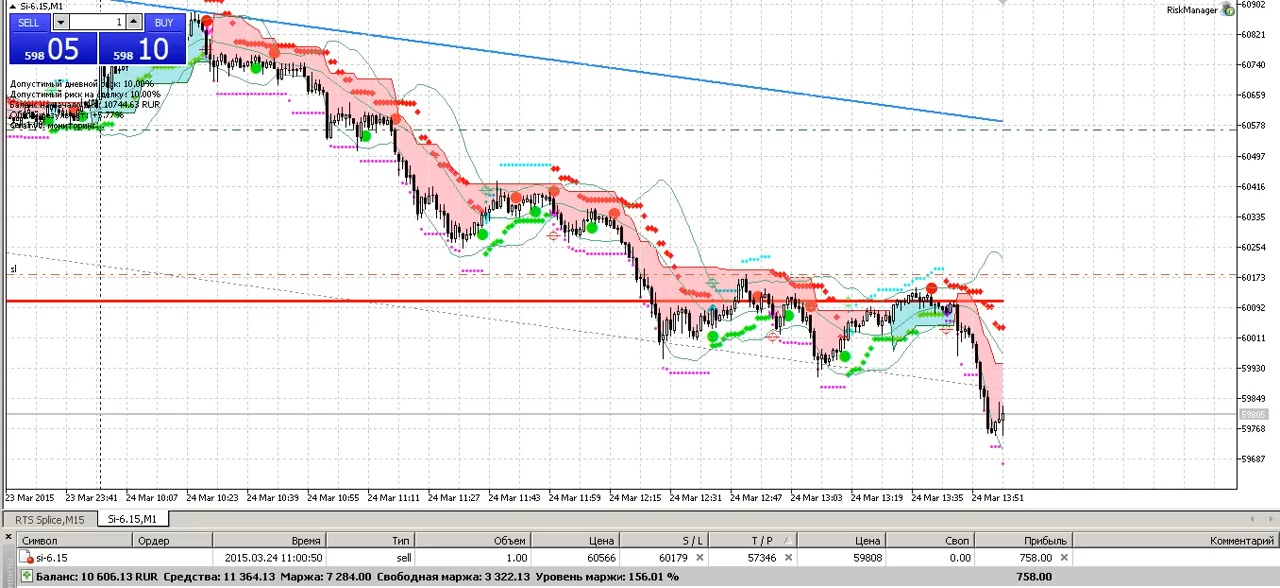 Si-6.15,M1
RiskManager
SELL 1 BUY
598 05 598 10
Допустимый дневной риск: 10.00%
Допустимый риск на сделку: 10.00%
10744.63 RUR
мониторинг
sl
60902
60821
60740
60659
60578
60497
60416
60335
60254
60173
60092
60011
59930
59849
59805
59768
59687
23 Mar 2015 23 Mar 23:41 24 Mar 10:07 24 Mar 10:23 24 Mar 10:39 24 Mar 10:55 24 Mar 11:11 24 Mar 11:27 24 Mar 11:43 24 Mar 11:59 24 Mar 12:15 24 Mar 12:31 24 Mar 12:47 24 Mar 13:03 24 Mar 13:19 24 Mar 13:35 24 Mar 13:51
RTS Splice,M15 Si-6.15,M1
Символ Ордер Время Тип Объем Цена S / L T / P Цена Своп Прибыль Комментарий
si-6.15 2015.03.24 11:00:50 sell 1.00 60566 60179 57346 59808 0.00 758.00
Баланс: 10 606.13 RUR Средства: 11 364.13 Маржа: 7 284.00 Свободная маржа: 3 322.13 Уровень маржи: 156.01 % 758.00